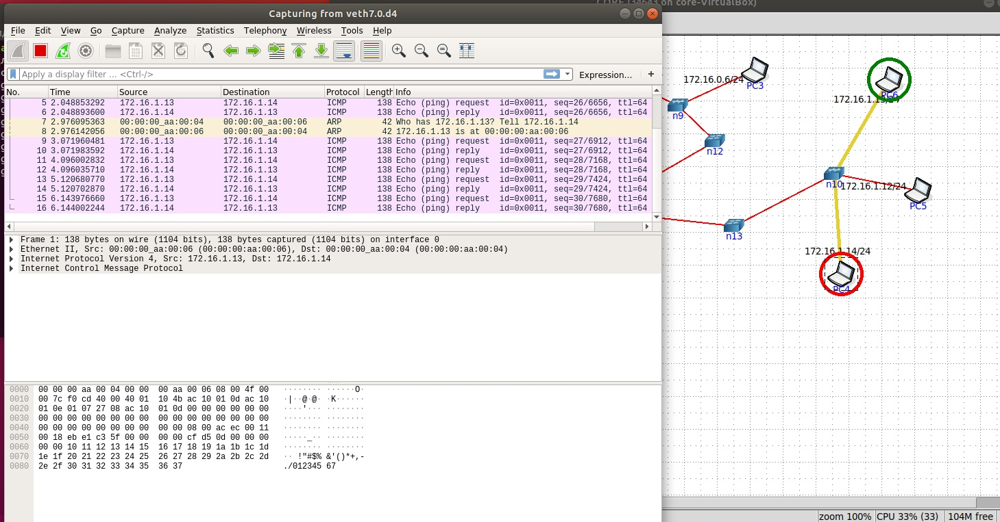 CORE (34643 on core-VirtualBox)
Capturing from veth7.0.d4
File Edit View Go Capture Analyze Statistics Telephony Wireless Tools Help
Apply a display filter ... <Ctrl-/> Expression... +
No. Time Source Destination Protocol Length Info
5 2.048853292 172.16.1.13 172.16.1.14 ICMP 138 Echo (ping) request id=0x0011, seq=26/6656, ttl=64
6 2.048893600 172.16.1.14 172.16.1.13 ICMP 138 Echo (ping) reply id=0x0011, seq=26/6656, ttl=64
7 2.976095363 00:00:00_aa:00:04 00:00:00_aa:00:06 ARP 42 Who has 172.16.1.13? Tell 172.16.1.14
8 2.976142056 00:00:00_aa:00:06 00:00:00_aa:00:04 ARP 42 172.16.1.13 is at 00:00:00:aa:00:06
9 3.071960481 172.16.1.13 172.16.1.14 ICMP 138 Echo (ping) request id=0x0011, seq=27/6912, ttl=64
10 3.071983592 172.16.1.14 172.16.1.13 ICMP 138 Echo (ping) reply id=0x0011, seq=27/6912, ttl=64
11 4.096002832 172.16.1.13 172.16.1.14 ICMP 138 Echo (ping) request id=0x0011, seq=28/7168, ttl=64
12 4.096035710 172.16.1.14 172.16.1.13 ICMP 138 Echo (ping) reply id=0x0011, seq=28/7168, ttl=64
13 5.120680770 172.16.1.13 172.16.1.14 ICMP 138 Echo (ping) request id=0x0011, seq=29/7424, ttl=64
14 5.120702870 172.16.1.14 172.16.1.13 ICMP 138 Echo (ping) reply id=0x0011, seq=29/7424, ttl=64
15 6.143976660 172.16.1.13 172.16.1.14 ICMP 138 Echo (ping) request id=0x0011, seq=30/7680, ttl=64
16 6.144002244 172.16.1.14 172.16.1.13 ICMP 138 Echo (ping) reply id=0x0011, seq=30/7680, ttl=64
Frame 1: 138 bytes on wire (1104 bits), 138 bytes captured (1104 bits) on interface 0
Ethernet II, Src: 00:00:00_aa:00:06 (00:00:00:aa:00:06), Dst: 00:00:00_aa:00:04 (00:00:00:aa:00:04)
Internet Protocol Version 4, Src: 172.16.1.13, Dst: 172.16.1.14
Internet Control Message Protocol
0000 00 00 00 aa 00 04 00 00 00 aa 00 06 08 00 4f 00 ········ ······O·
0010 00 7c f0 cd 40 00 40 01 10 4b ac 10 01 0d ac 10 ·|··@·@· ·K······
0020 01 0e 01 07 27 08 ac 10 01 0d 00 00 00 00 00 00 ····'··· ········
0030 00 00 00 00 00 00 00 00 00 00 00 00 00 00 00 00 ········ ········
0040 00 00 00 00 00 00 00 00 00 00 08 00 ac ec 00 11 ········ ········
0050 00 18 eb e1 c3 5f 00 00 00 00 cf d5 0d 00 00 00 ·····_·· ········
0060 00 00 10 11 12 13 14 15 16 17 18 19 1a 1b 1c 1d ········ ········
0070 1e 1f 20 21 22 23 24 25 26 27 28 29 2a 2b 2c 2d ·· !"#$% &'()*+,-
0080 2e 2f 30 31 32 33 34 35 36 37 ./012345 67
172.16.0.6/24
PC3
n9
n12
PC6
n10
172.16.1.12/24
PC5
n13
172.16.1.14/24
PC4
zoom 100% CPU 33% (33) 104M free